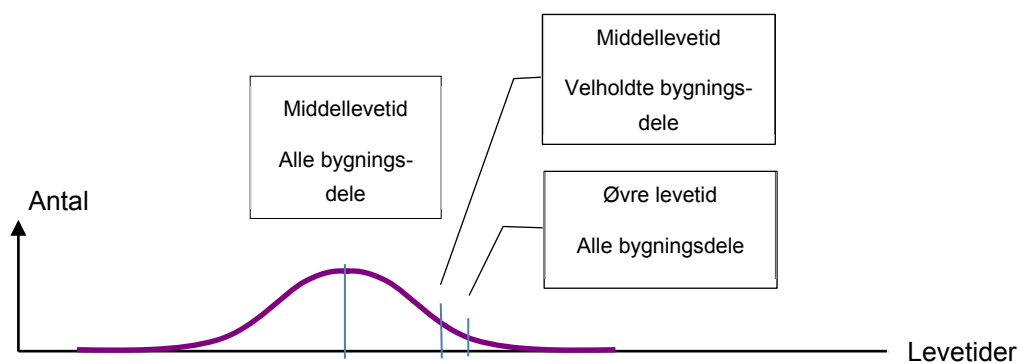 Middellevetid
Velholdte bygnings-
dele
Middellevetid
Alle bygnings-
dele
Øvre levetid
Alle bygningsdele
Antal
Levetider